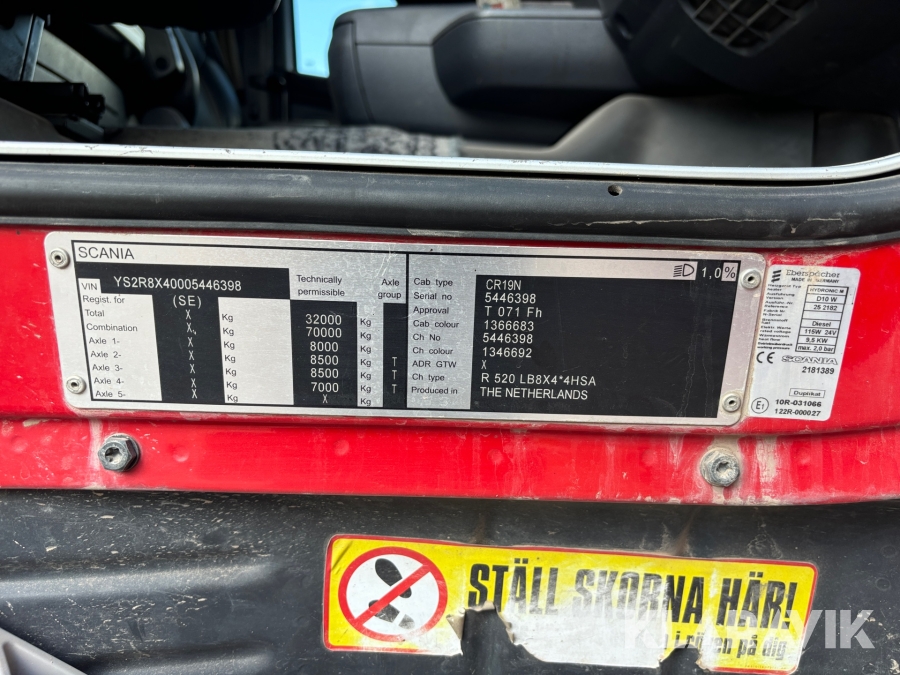 SCANIA
1,0%
VIN YS2R8X40005446398 Technically permissible Axle group
Regist. for (SE)
Total X Kg 32000 Kg
Combination X, Kg 70000 Kg
Axle 1- X Kg 8000 Kg
Axle 2- X Kg 8500 Kg T
Axle 3- X Kg 8500 Kg T
Axle 4- X Kg 7000 Kg T
Axle 5- X Kg X Kg
Cab type CR19N
Serial no 5446398
Approval T 071 Fh
Cab colour 1366683
Ch No 5446398
Ch colour 1346692
ADR GTW X
Ch type R 520 LB8X4*4HSA
Produced in THE NETHERLANDS
Eberspächer
MADE IN GERMANY
HYDRONIC M
D10 W
25 2182
Diesel
115W 24V
9,5 KW
max. 2,0 bar
CE SCANIA
2181389
Duplikat
E1 10R-031066
122R-000027
STÄLL SKORNA HÄR!
på dig
KLARAVIK